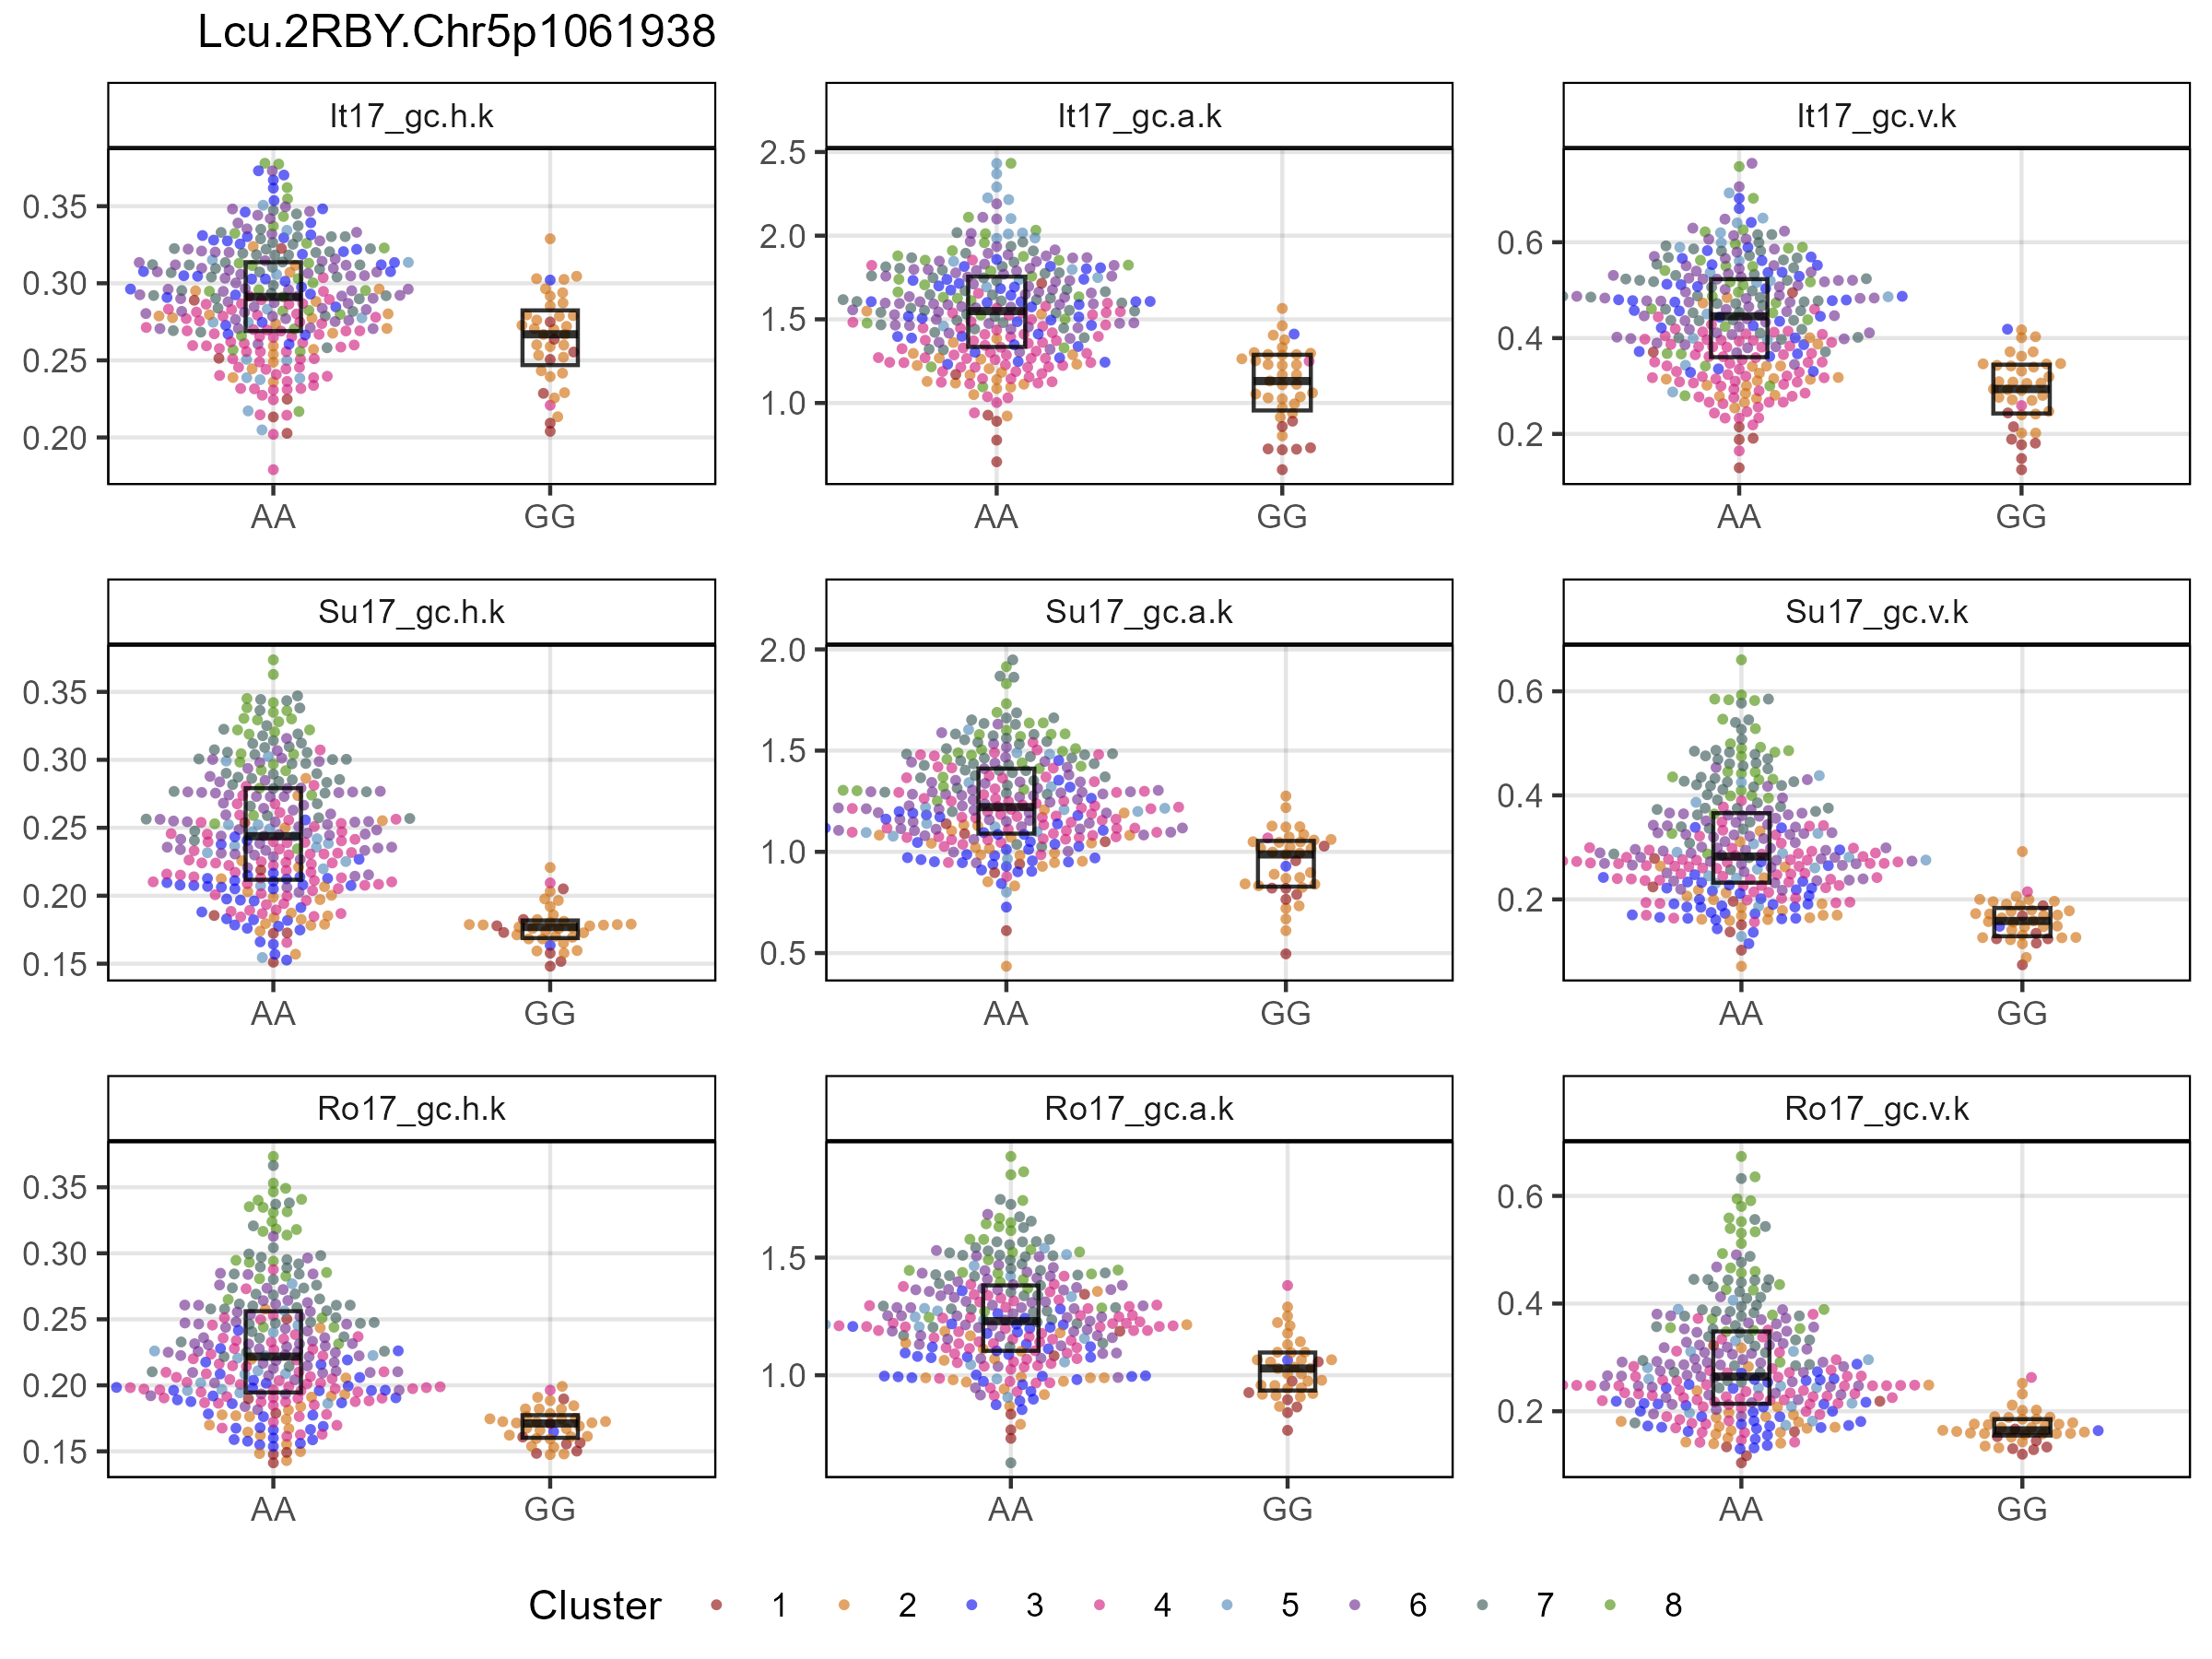 Lcu.2RBY.Chr5p1061938
It17_gc.h.k It17_gc.a.k It17_gc.v.k
0.35 0.30 0.25 0.20
2.5 2.0 1.5 1.0
0.6 0.4 0.2
AA GG AA GG AA GG
Su17_gc.h.k Su17_gc.a.k Su17_gc.v.k
0.35 0.30 0.25 0.20 0.15
2.0 1.5 1.0 0.5
0.6 0.4 0.2
AA GG AA GG AA GG
Ro17_gc.h.k Ro17_gc.a.k Ro17_gc.v.k
0.35 0.30 0.25 0.20 0.15
1.5 1.0
0.6 0.4 0.2
AA GG AA GG AA GG
Cluster 1 2 3 4 5 6 7 8